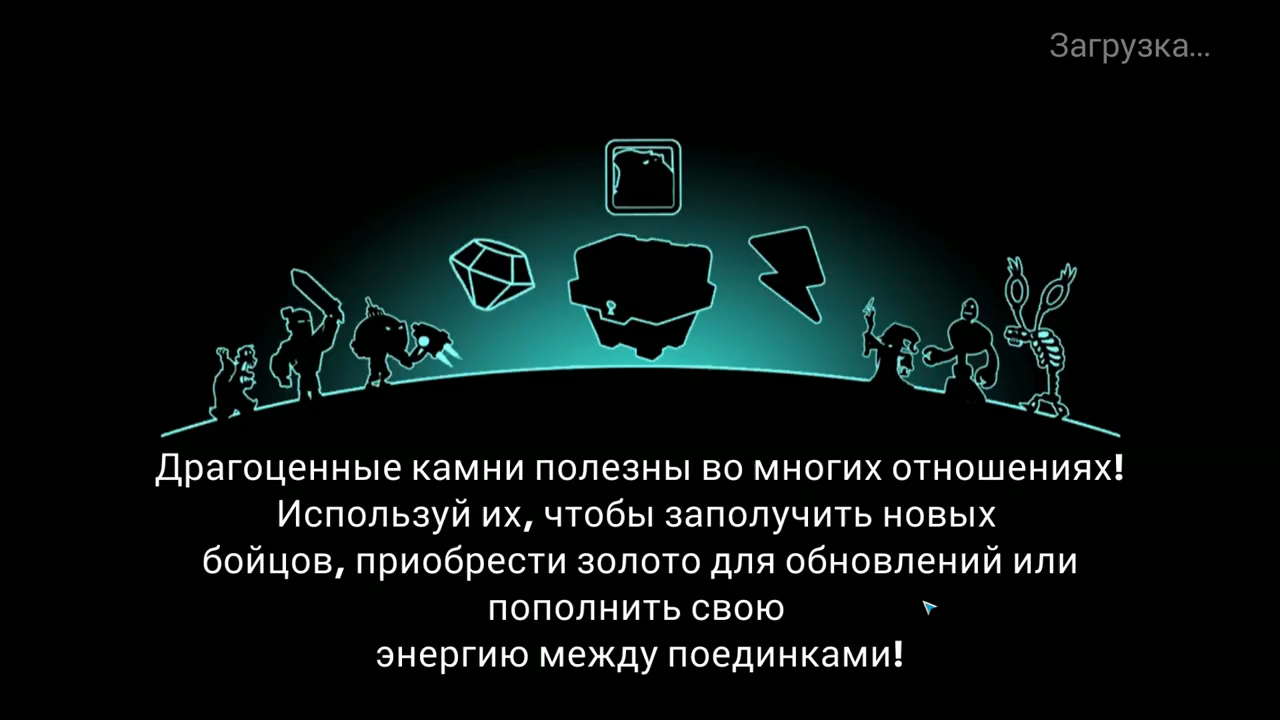 Загрузка...
Драгоценные камни полезны во многих отношениях!
Используй их, чтобы заполучить новых
бойцов, приобрести золото для обновлений или
пополнить свою
энергию между поединками!